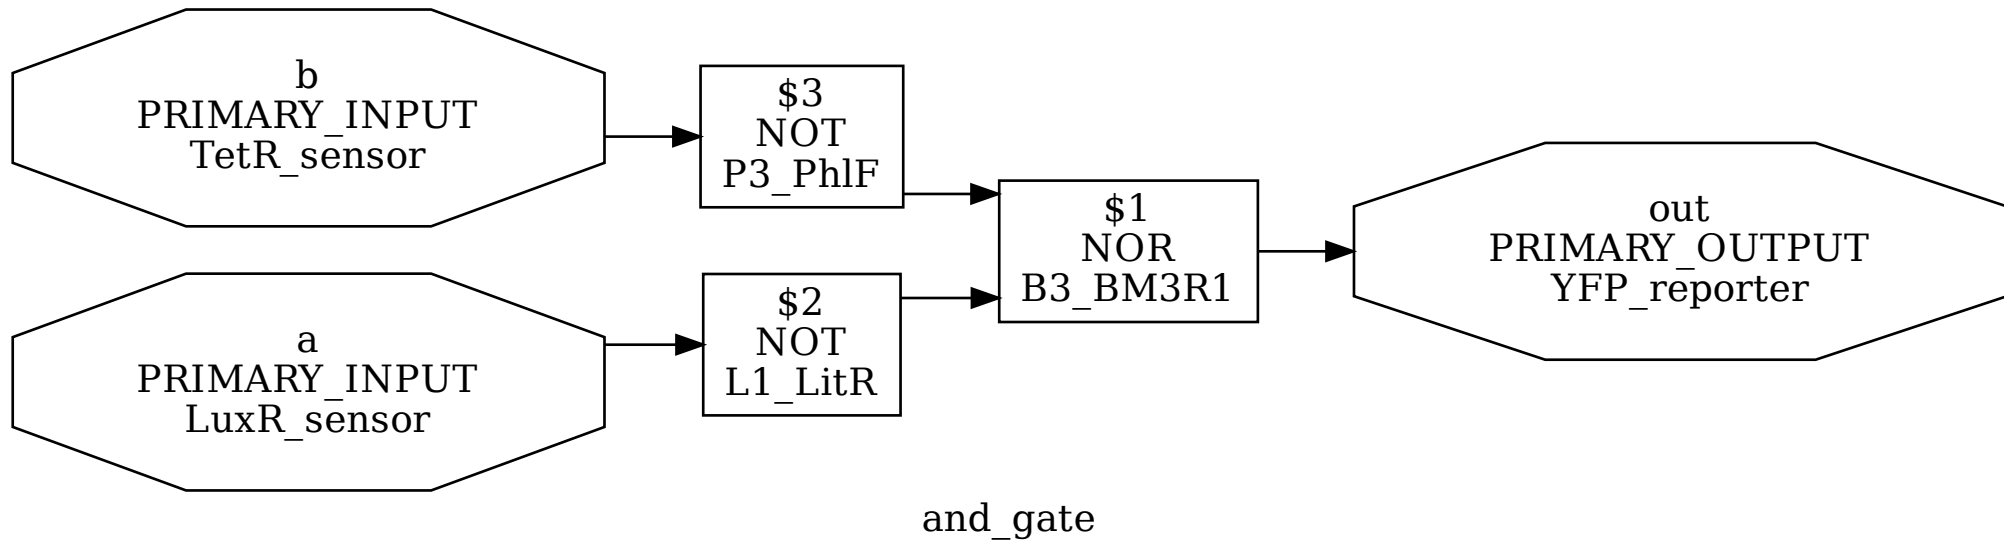 b
PRIMARY_INPUT
TetR_sensor
$3
NOT
P3_PhlF
a
PRIMARY_INPUT
LuxR_sensor
$2
NOT
L1_LitR
$1
NOR
B3_BM3R1
out
PRIMARY_OUTPUT
YFP_reporter
and_gate